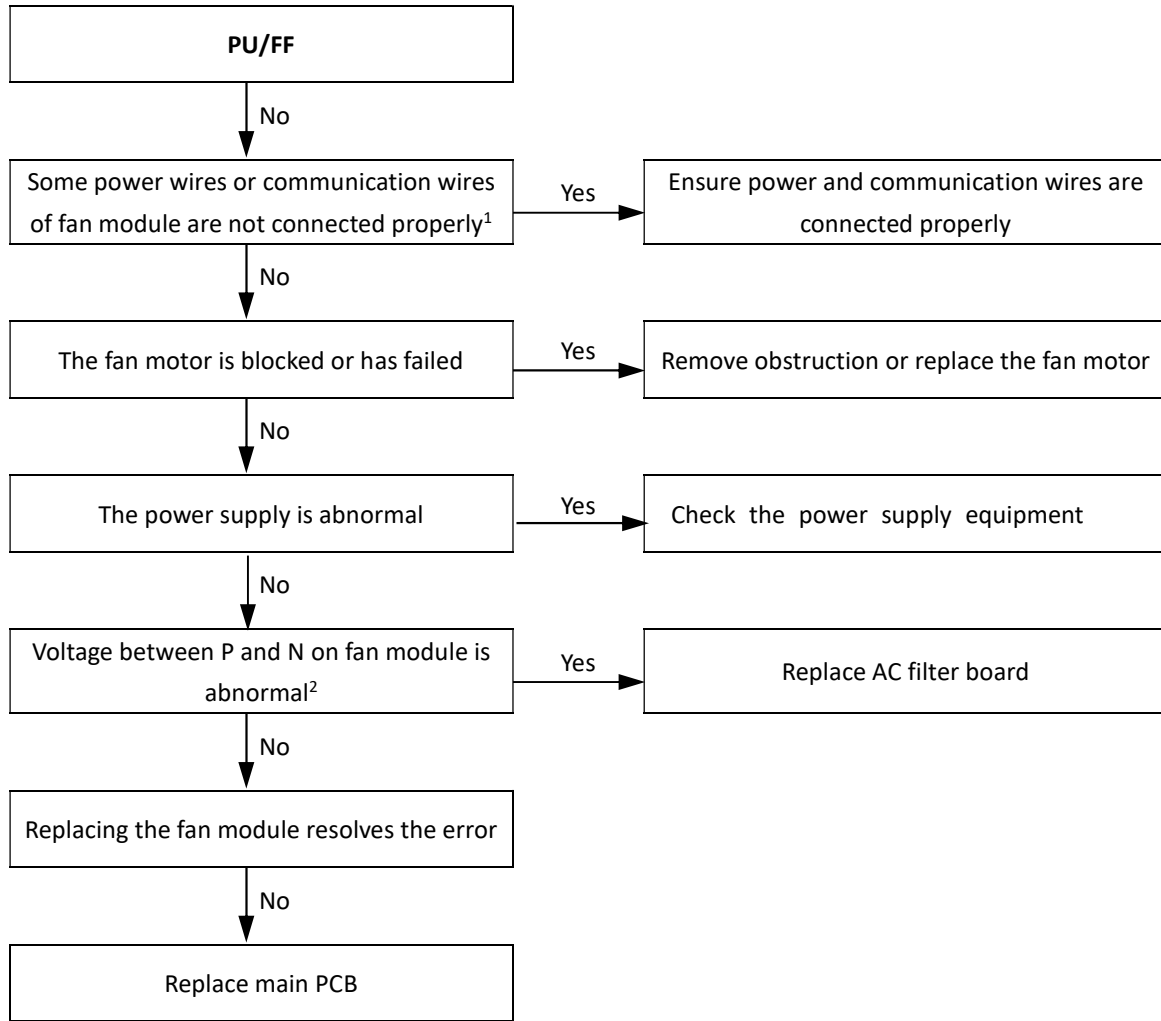 PU/FF
No
Some power wires or communication wires
of fan module are not connected properly1
Yes
Ensure power and communication wires are
connected properly
No
The fan motor is blocked or has failed
Yes
Remove obstruction or replace the fan motor
No
The power supply is abnormal
Yes
Check the power supply equipment
No
Voltage between P and N on fan module is
abnormal2
Yes
Replace AC filter board
No
Replacing the fan module resolves the error
No
Replace main PCB